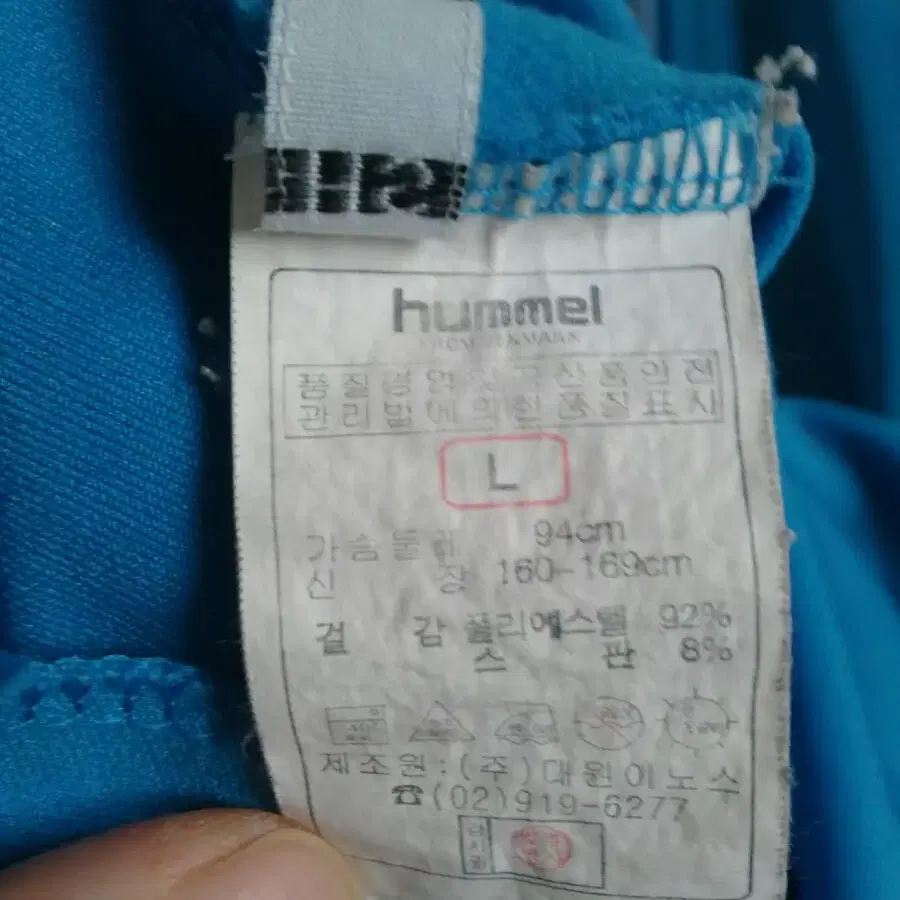 hummel
FROM DENMARK
품질경영및공산품안전
관리법에의한품질표시
L
가슴둘레 94cm
신 장 160-169cm
겉 감 폴리에스텔 92%
스 판 8%
제조원:(주)대원이노스
☎(02)919-6277